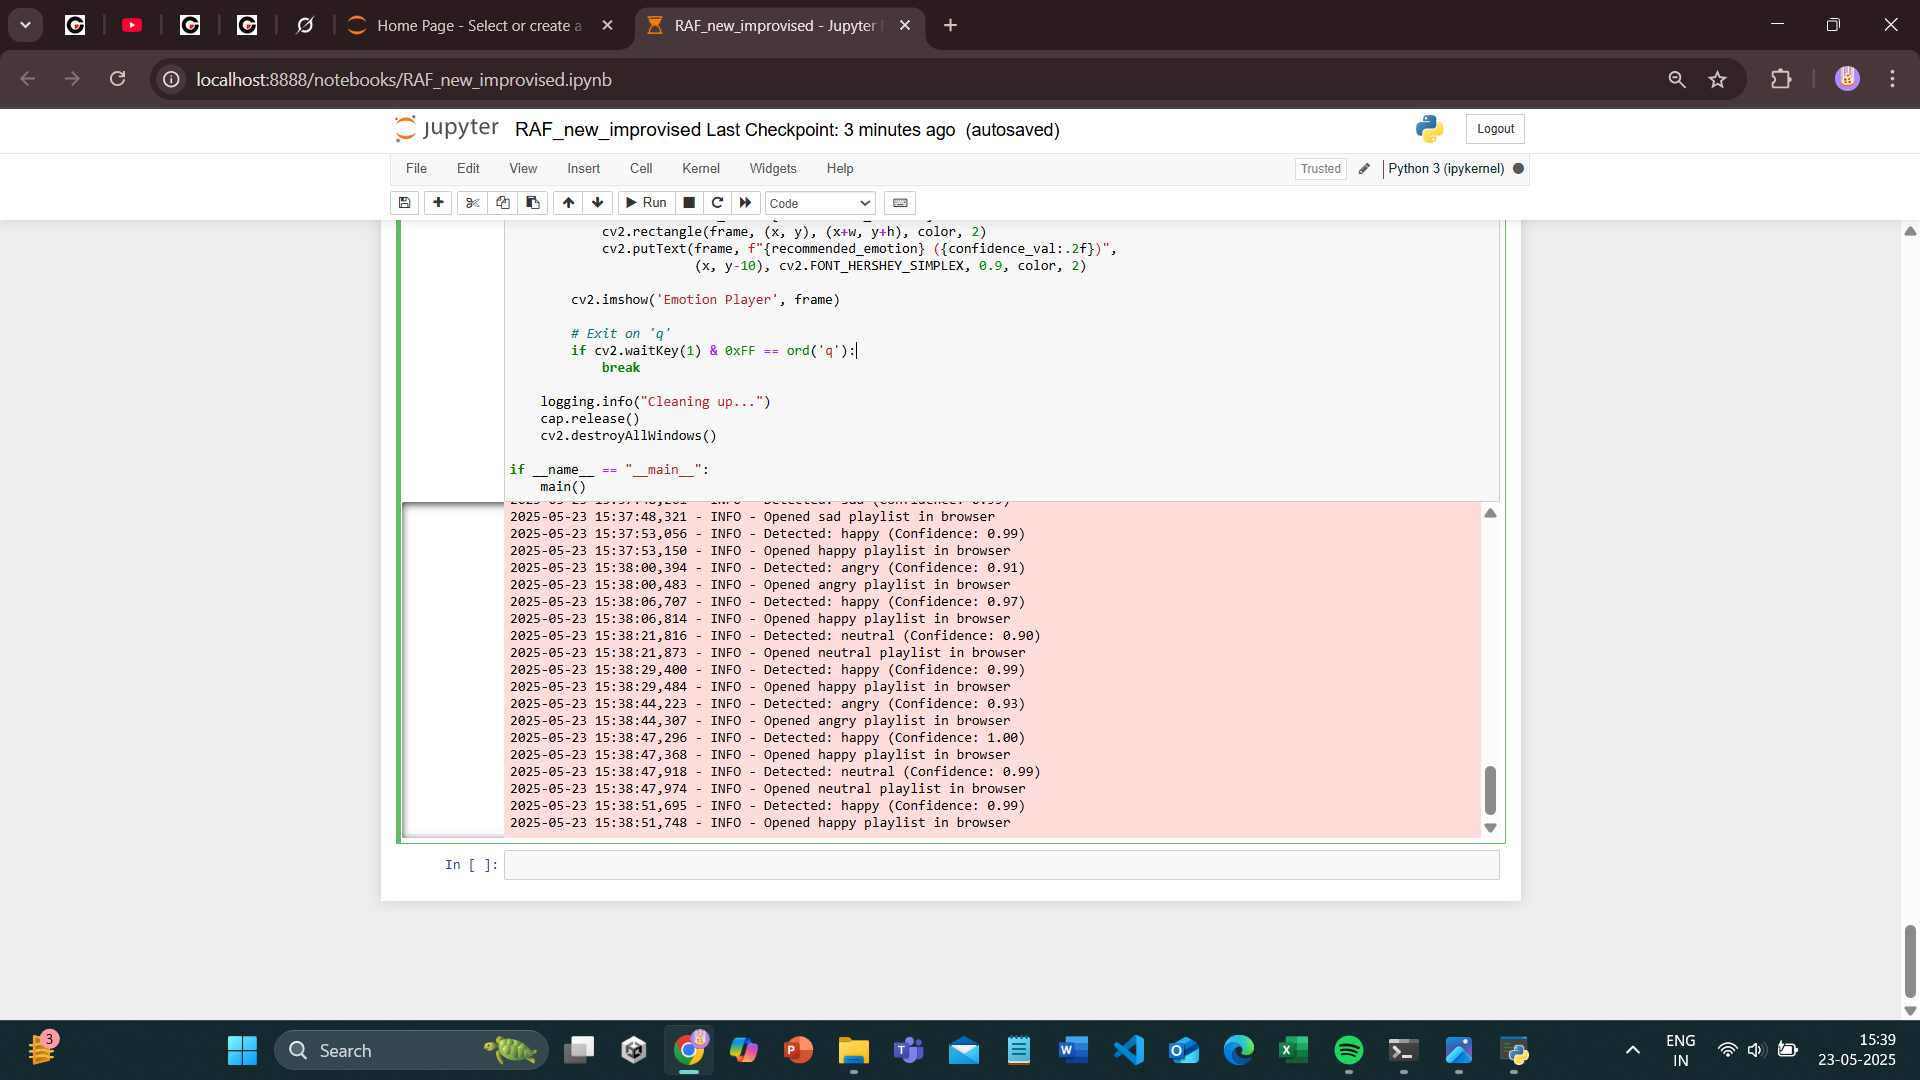 Home Page - Select or create a
RAF_new_improvised - Jupyter
localhost:8888/notebooks/RAF_new_improvised.ipynb
jupyter RAF_new_improvised Last Checkpoint: 3 minutes ago (autosaved)
Logout
File Edit View Insert Cell Kernel Widgets Help
Trusted Python 3 (ipykernel)
Run Code
cv2.rectangle(frame, (x, y), (x+w, y+h), color, 2)
cv2.putText(frame, f"{recommended_emotion} ({confidence_val:.2f})",
(x, y-10), cv2.FONT_HERSHEY_SIMPLEX, 0.9, color, 2)
cv2.imshow('Emotion Player', frame)
# Exit on 'q'
if cv2.waitKey(1) & 0xFF == ord('q'):
break
logging.info("Cleaning up...")
cap.release()
cv2.destroyAllWindows()
if __name__ == "__main__":
main()
2025-05-23 15:37:48,321 - INFO - Opened sad playlist in browser
2025-05-23 15:37:53,056 - INFO - Detected: happy (Confidence: 0.99)
2025-05-23 15:37:53,150 - INFO - Opened happy playlist in browser
2025-05-23 15:38:00,394 - INFO - Detected: angry (Confidence: 0.91)
2025-05-23 15:38:00,483 - INFO - Opened angry playlist in browser
2025-05-23 15:38:06,707 - INFO - Detected: happy (Confidence: 0.97)
2025-05-23 15:38:06,814 - INFO - Opened happy playlist in browser
2025-05-23 15:38:21,816 - INFO - Detected: neutral (Confidence: 0.90)
2025-05-23 15:38:21,873 - INFO - Opened neutral playlist in browser
2025-05-23 15:38:29,400 - INFO - Detected: happy (Confidence: 0.99)
2025-05-23 15:38:29,484 - INFO - Opened happy playlist in browser
2025-05-23 15:38:44,223 - INFO - Detected: angry (Confidence: 0.93)
2025-05-23 15:38:44,307 - INFO - Opened angry playlist in browser
2025-05-23 15:38:47,296 - INFO - Detected: happy (Confidence: 1.00)
2025-05-23 15:38:47,368 - INFO - Opened happy playlist in browser
2025-05-23 15:38:47,918 - INFO - Detected: neutral (Confidence: 0.99)
2025-05-23 15:38:47,974 - INFO - Opened neutral playlist in browser
2025-05-23 15:38:51,695 - INFO - Detected: happy (Confidence: 0.99)
2025-05-23 15:38:51,748 - INFO - Opened happy playlist in browser
In [ ]:
3
Search
ENG
IN
15:39
23-05-2025